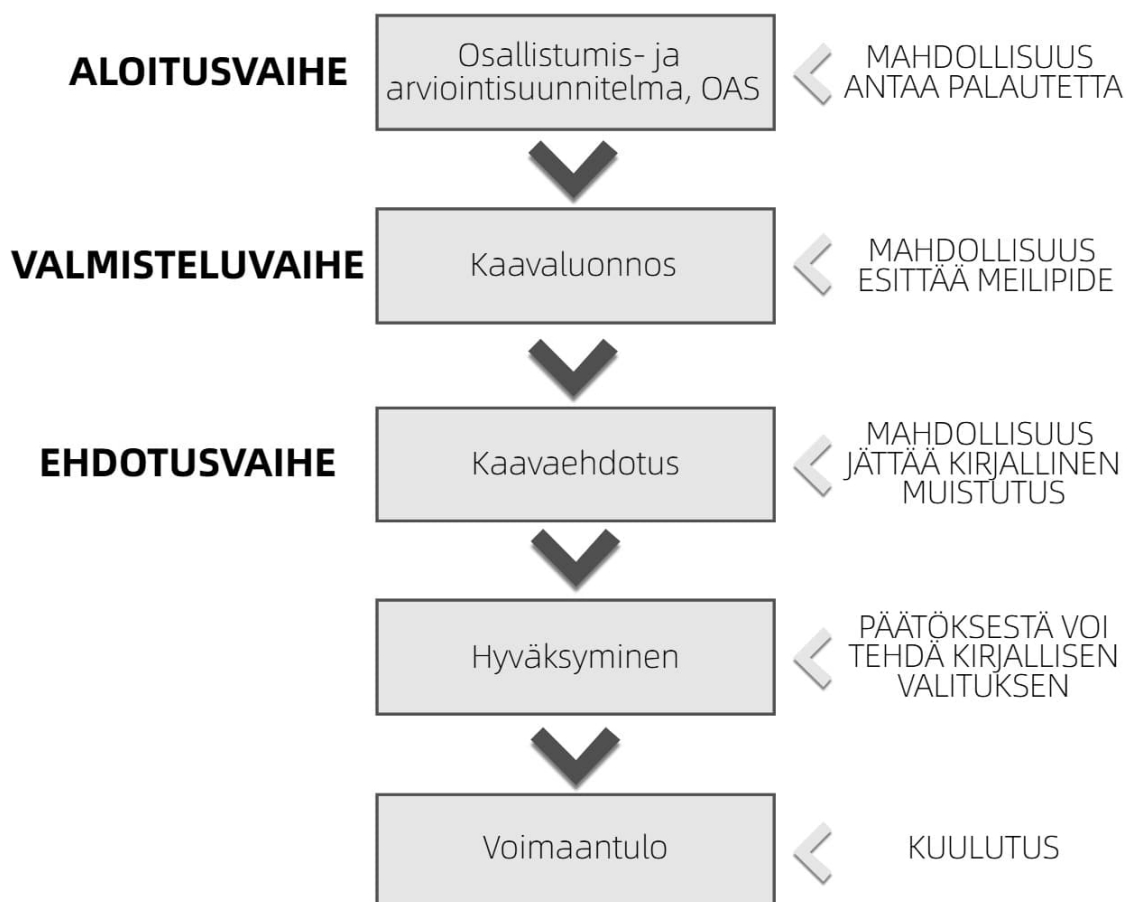 ALOITUSVAIHE
Osallistumis- ja
arviointisuunnitelma, OAS
MAHDOLLISUUS
ANTAA PALAUTETTA
VALMISTELUVAIHE
Kaavaluonnos
MAHDOLLISUUS
ESITTÄÄ MEILIPIDE
EHDOTUSVAIHE
Kaavaehdotus
MAHDOLLISUUS
JÄTTÄÄ KIRJALLINEN
MUISTUTUS
Hyväksyminen
PÄÄTÖKSESTÄ VOI
TEHDÄ KIRJALLISEN
VALITUKSEN
Voimaantulo
KUULUTUS